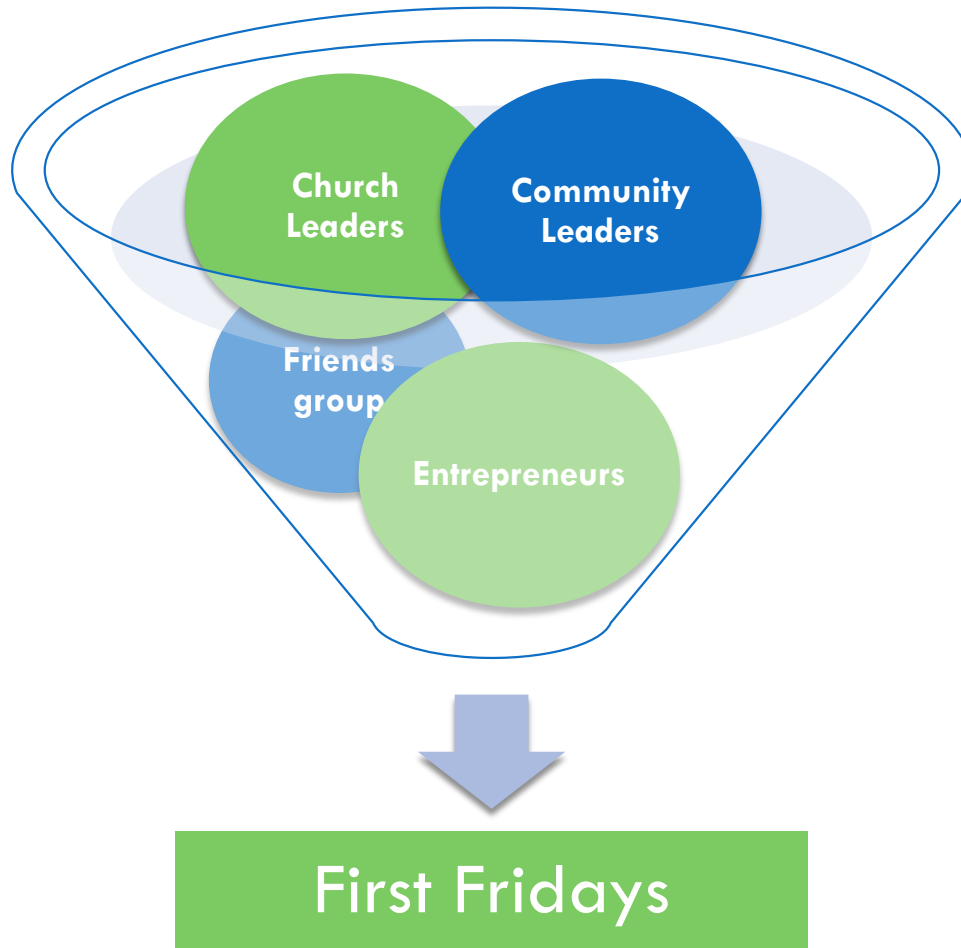 Church
Leaders
Community
Leaders
Friends
group
Entrepreneurs
First Fridays